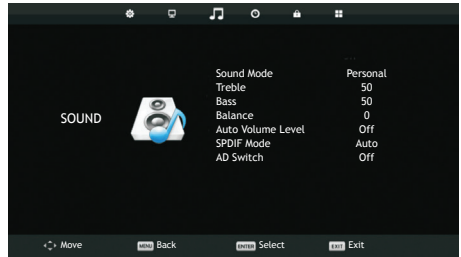 SOUND
Sound Mode Personal
Treble 50
Bass 50
Balance 0
Auto Volume Level Off
SPDIF Mode Auto
AD Switch Off
Move MENU Back ENTER Select EXIT Exit